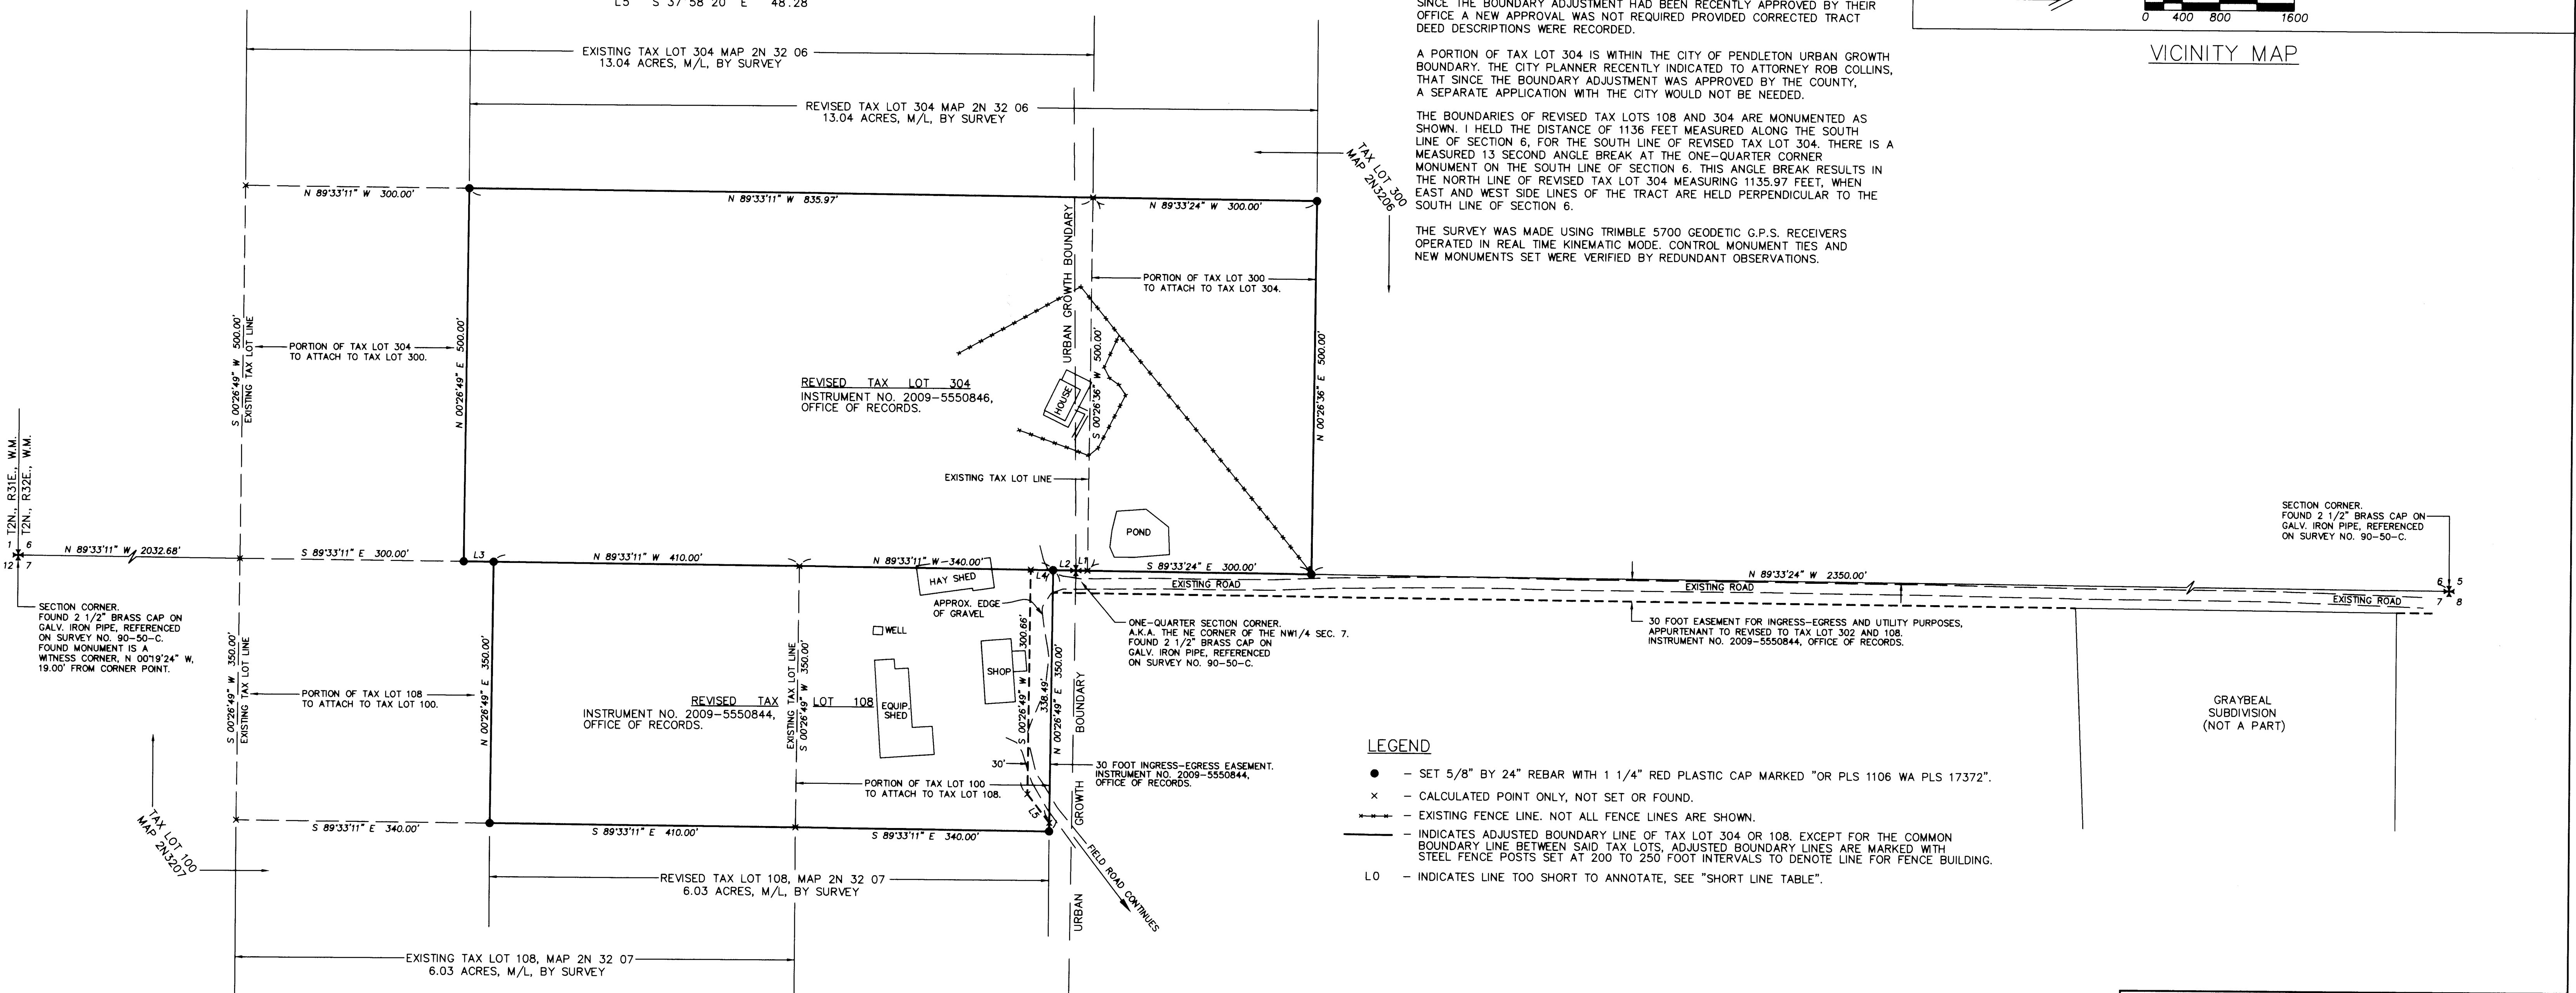 L5 S 37°58'20" E 48.28'
SINCE THE BOUNDARY ADJUSTMENT HAD BEEN RECENTLY APPROVED BY THEIR
OFFICE A NEW APPROVAL WAS NOT REQUIRED PROVIDED CORRECTED TRACT
DEED DESCRIPTIONS WERE RECORDED.
A PORTION OF TAX LOT 304 IS WITHIN THE CITY OF PENDLETON URBAN GROWTH
BOUNDARY. THE CITY PLANNER RECENTLY INDICATED TO ATTORNEY ROB COLLINS,
THAT SINCE THE BOUNDARY ADJUSTMENT WAS APPROVED BY THE COUNTY,
A SEPARATE APPLICATION WITH THE CITY WOULD NOT BE NEEDED.
THE BOUNDARIES OF REVISED TAX LOTS 108 AND 304 ARE MONUMENTED AS
SHOWN. I HELD THE DISTANCE OF 1136 FEET MEASURED ALONG THE SOUTH
LINE OF SECTION 6, FOR THE SOUTH LINE OF REVISED TAX LOT 304. THERE IS A
MEASURED 13 SECOND ANGLE BREAK AT THE ONE-QUARTER CORNER
MONUMENT ON THE SOUTH LINE OF SECTION 6. THIS ANGLE BREAK RESULTS IN
THE NORTH LINE OF REVISED TAX LOT 304 MEASURING 1135.97 FEET, WHEN
EAST AND WEST SIDE LINES OF THE TRACT ARE HELD PERPENDICULAR TO THE
SOUTH LINE OF SECTION 6.
THE SURVEY WAS MADE USING TRIMBLE 5700 GEODETIC G.P.S. RECEIVERS
OPERATED IN REAL TIME KINEMATIC MODE. CONTROL MONUMENT TIES AND
NEW MONUMENTS SET WERE VERIFIED BY REDUNDANT OBSERVATIONS.
0 400 800 1600
VICINITY MAP
EXISTING TAX LOT 304 MAP 2N 32 06
13.04 ACRES, M/L, BY SURVEY
REVISED TAX LOT 304 MAP 2N 32 06
13.04 ACRES, M/L, BY SURVEY
TAX LOT 300
MAP 2N3206
N 89°33'11" W 300.00'
N 89°33'11" W 835.97'
N 89°33'24" W 300.00'
URBAN GROWTH BOUNDARY
PORTION OF TAX LOT 300
TO ATTACH TO TAX LOT 304.
S 00°26'49" W 500.00'
EXISTING TAX LOT LINE
PORTION OF TAX LOT 304
TO ATTACH TO TAX LOT 300.
N 00°26'49" E 500.00'
REVISED TAX LOT 304
INSTRUMENT NO. 2009-5550846,
OFFICE OF RECORDS.
HOUSE
S 00°26'36" W 500.00'
N 00°26'36" E 500.00'
EXISTING TAX LOT LINE
POND
T2N., R31E., W.M.
T2N., R32E., W.M.
1 6
12 7
N 89°33'11" W 2032.68'
S 89°33'11" E 300.00'
L3
N 89°33'11" W 410.00'
N 89°33'11" W 340.00'
L4
L2
L1
S 89°33'24" E 300.00'
EXISTING ROAD
N 89°33'24" W 2350.00'
EXISTING ROAD
EXISTING ROAD
6 5
7 8
SECTION CORNER.
FOUND 2 1/2" BRASS CAP ON
GALV. IRON PIPE, REFERENCED
ON SURVEY NO. 90-50-C.
SECTION CORNER.
FOUND 2 1/2" BRASS CAP ON
GALV. IRON PIPE, REFERENCED
ON SURVEY NO. 90-50-C.
FOUND MONUMENT IS A
WITNESS CORNER, N 00°19'24" W,
19.00' FROM CORNER POINT.
HAY SHED
APPROX. EDGE
OF GRAVEL
WELL
SHOP
EQUIP.
SHED
ONE-QUARTER SECTION CORNER.
A.K.A. THE NE CORNER OF THE NW1/4 SEC. 7.
FOUND 2 1/2" BRASS CAP ON
GALV. IRON PIPE, REFERENCED
ON SURVEY NO. 90-50-C.
30 FOOT EASEMENT FOR INGRESS-EGRESS AND UTILITY PURPOSES,
APPURTENANT TO REVISED TO TAX LOT 302 AND 108.
INSTRUMENT NO. 2009-5550844, OFFICE OF RECORDS.
S 00°26'49" W 350.00'
EXISTING TAX LOT LINE
PORTION OF TAX LOT 108
TO ATTACH TO TAX LOT 100.
N 00°26'49" E 350.00'
REVISED TAX LOT 108
INSTRUMENT NO. 2009-5550844,
OFFICE OF RECORDS.
EXISTING TAX LOT LINE
S 00°26'49" W 350.00'
S 00°26'49" W 300.66'
338.49'
N 00°26'49" E 350.00'
30'
30 FOOT INGRESS-EGRESS EASEMENT.
INSTRUMENT NO. 2009-5550844,
OFFICE OF RECORDS.
PORTION OF TAX LOT 100
TO ATTACH TO TAX LOT 108.
L5
URBAN GROWTH BOUNDARY
FIELD ROAD CONTINUES
TAX LOT 100
MAP 2N3207
S 89°33'11" E 340.00'
S 89°33'11" E 410.00'
S 89°33'11" E 340.00'
REVISED TAX LOT 108, MAP 2N 32 07
6.03 ACRES, M/L, BY SURVEY
EXISTING TAX LOT 108, MAP 2N 32 07
6.03 ACRES, M/L, BY SURVEY
GRAYBEAL
SUBDIVISION
(NOT A PART)
LEGEND
● – SET 5/8" BY 24" REBAR WITH 1 1/4" RED PLASTIC CAP MARKED "OR PLS 1106 WA PLS 17372".
× – CALCULATED POINT ONLY, NOT SET OR FOUND.
– EXISTING FENCE LINE. NOT ALL FENCE LINES ARE SHOWN.
– INDICATES ADJUSTED BOUNDARY LINE OF TAX LOT 304 OR 108. EXCEPT FOR THE COMMON
BOUNDARY LINE BETWEEN SAID TAX LOTS, ADJUSTED BOUNDARY LINES ARE MARKED WITH
STEEL FENCE POSTS SET AT 200 TO 250 FOOT INTERVALS TO DENOTE LINE FOR FENCE BUILDING.
L0 – INDICATES LINE TOO SHORT TO ANNOTATE, SEE "SHORT LINE TABLE".